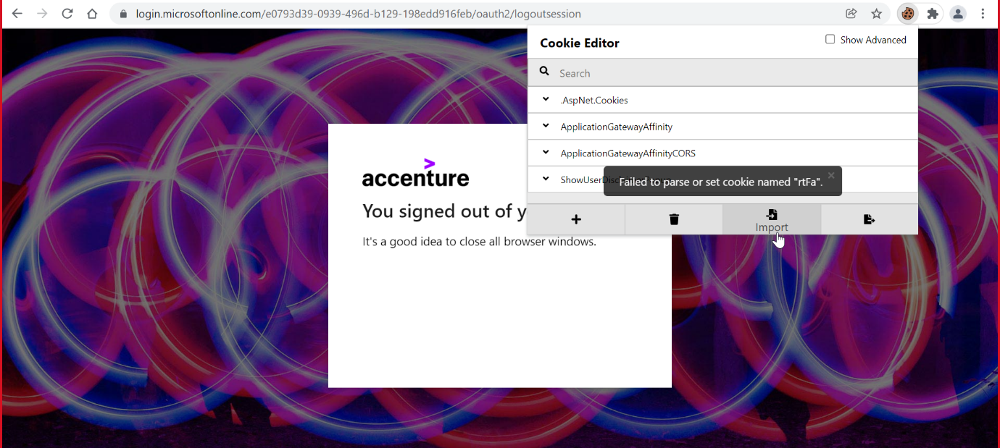 login.microsoftonline.com/e0793d39-0939-496d-b129-198edd916feb/oauth2/logoutsession
Cookie Editor
Show Advanced
Search
.AspNet.Cookies
ApplicationGatewayAffinity
ApplicationGatewayAffinityCORS
Failed to parse or set cookie named "rtFa".
Import
accenture
You signed out of y
It's a good idea to close all browser windows.